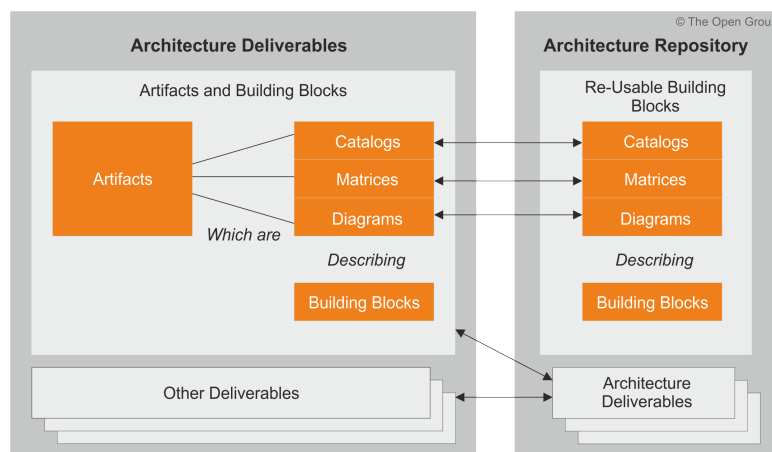 © The Open Grou
Architecture Deliverables
Architecture Repository
Artifacts and Building Blocks
Re-Usable Building
Blocks
Artifacts
Catalogs
Matrices
Diagrams
Which are
Describing
Building Blocks
Catalogs
Matrices
Diagrams
Describing
Building Blocks
Other Deliverables
Architecture
Deliverables